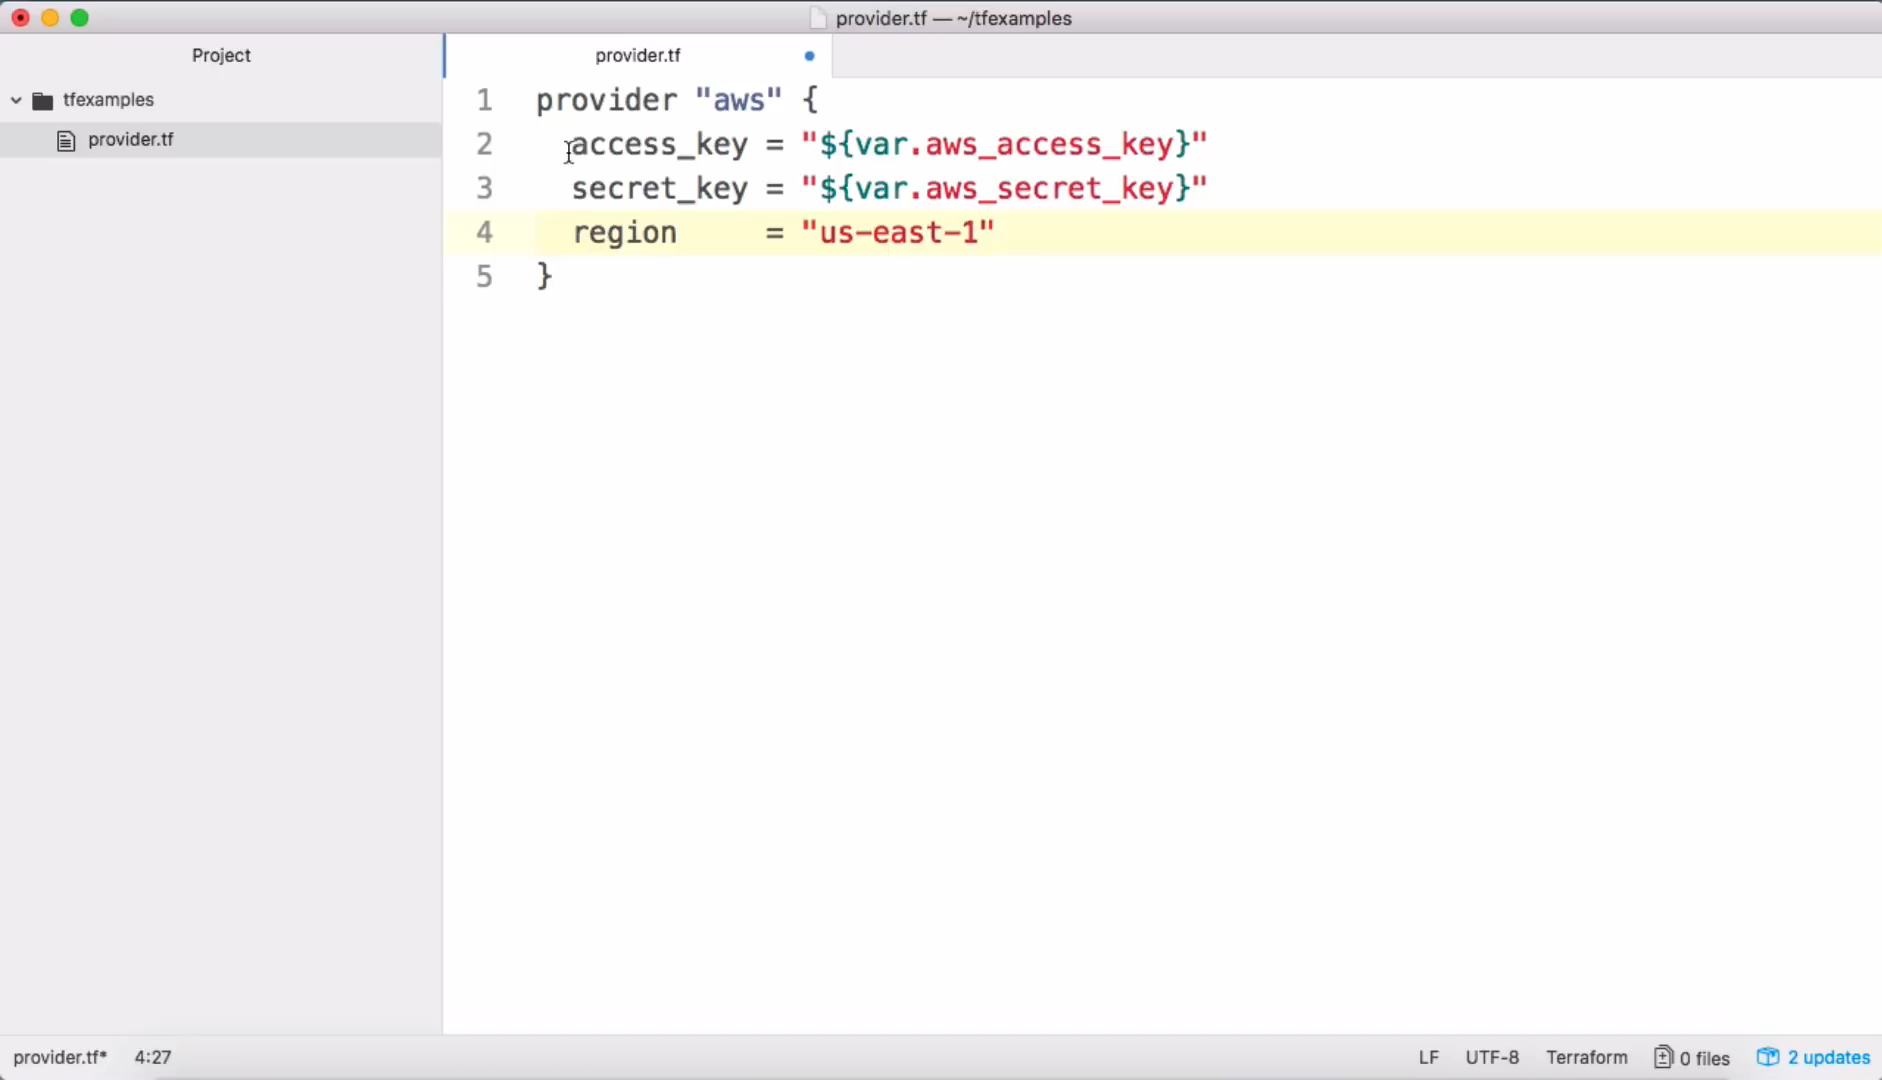 provider.tf — ~/tfexamples
Project
tfexamples
provider.tf
provider.tf
1 provider "aws" {
2   access_key = "${var.aws_access_key}"
3   secret_key = "${var.aws_secret_key}"
4   region     = "us-east-1"
5 }
provider.tf* 4:27 LF UTF-8 Terraform 0 files 2 updates